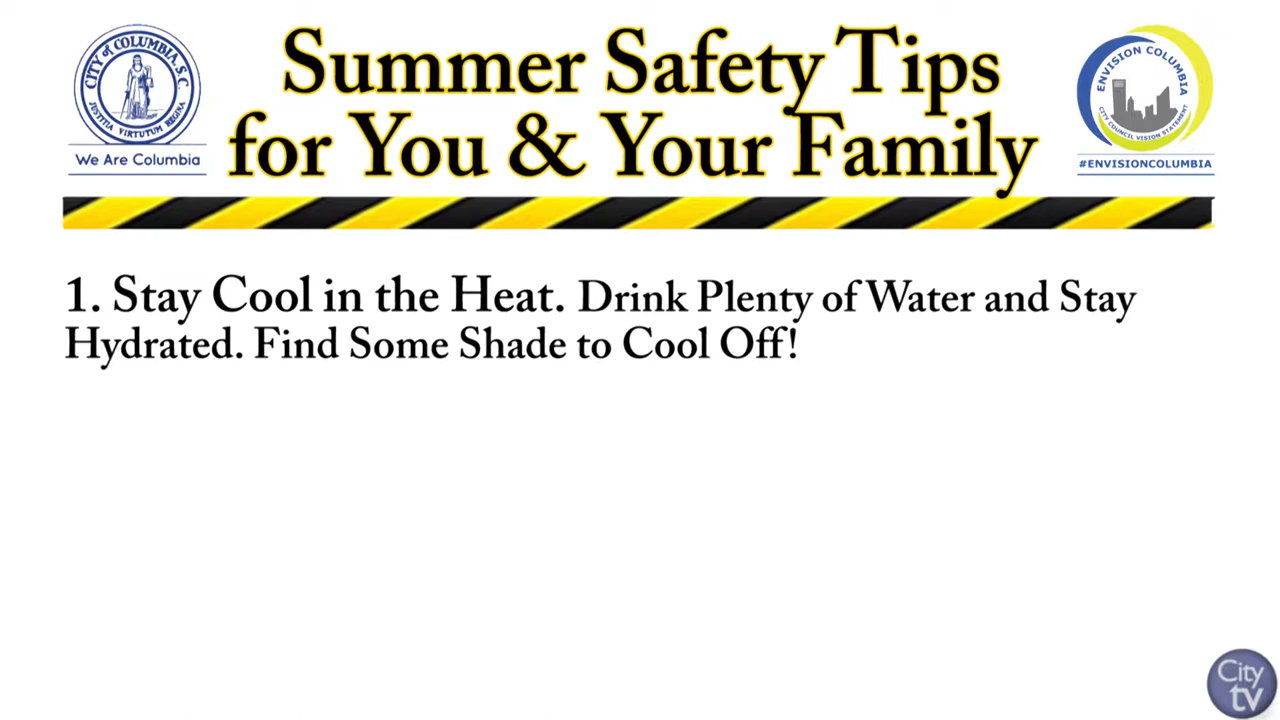 CITY of COLUMBIA, S.C.
JUSTITIA VIRTUTUM REGINA
We Are Columbia
Summer Safety Tips
for You & Your Family
ENVISION COLUMBIA
CITY COUNCIL VISION STATEMENT
#ENVISIONCOLUMBIA
1. Stay Cool in the Heat. Drink Plenty of Water and Stay
Hydrated. Find Some Shade to Cool Off!
City
tv